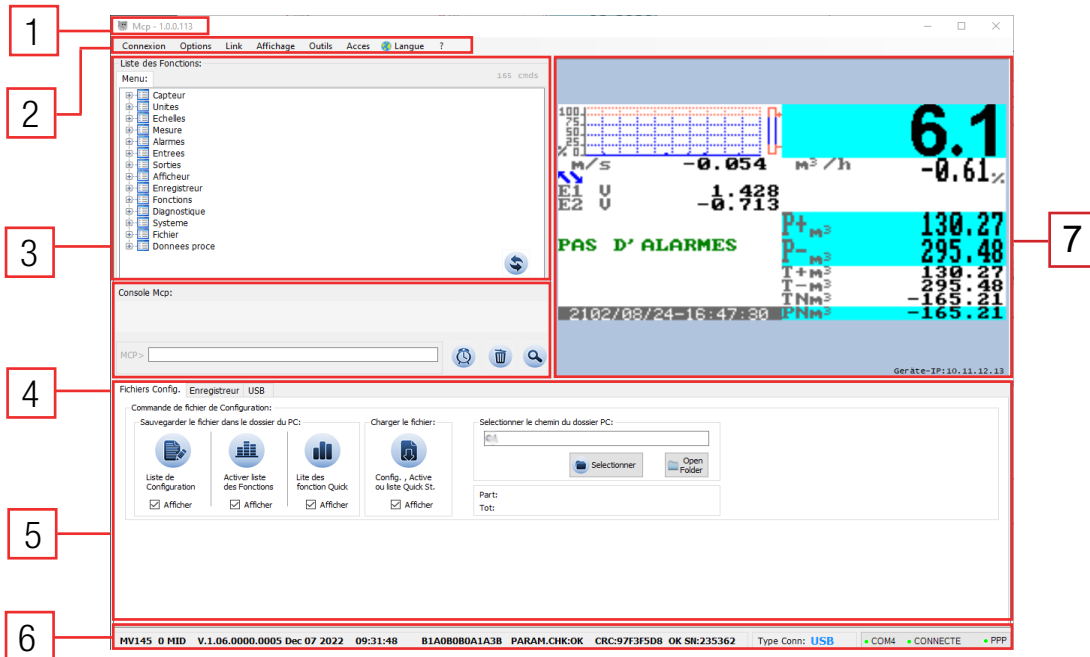 1
Mcp - 1.0.0.113
2
Connexion Options Link Affichage Outils Acces Langue ?
3
Liste des Fonctions:
Menu:
165 cmds
Capteur
Unites
Echelles
Mesure
Alarmes
Entrees
Sorties
Afficheur
Enregistreur
Fonctions
Diagnostique
Systeme
Fichier
Donnees proce
4
Console Mcp:
MCP>
7
100
75
50
25
% 0
6.1
m/s -0.054 m³/h -0.61%
E1 V 1.428
E2 V -0.713
PAS D'ALARMES
P+m³ 130.27
P-m³ 295.48
T+m³ 130.27
T-m³ 295.48
TNm³ -165.21
2102/08/24-16:47:30 PNm³ -165.21
Geräte-IP:10.11.12.13
5
Fichiers Config. Enregistreur USB
Commande de fichier de Configuration:
Sauvegarder le fichier dans le dossier du PC:
Liste de Configuration
Afficher
Activer liste des Fonctions
Afficher
Lite des fonction Quick
Afficher
Charger le fichier:
Config. , Active ou liste Quick St.
Afficher
Selectionner le chemin du dossier PC:
Selectionner
Open Folder
Part:
Tot:
6
MV145 0 MID V.1.06.0000.0005 Dec 07 2022 09:31:48 B1A0B0B0A1A3B PARAM.CHK:OK CRC:97F3F5D8 OK SN:235362 Type Conn: USB COM4 CONNECTE PPP